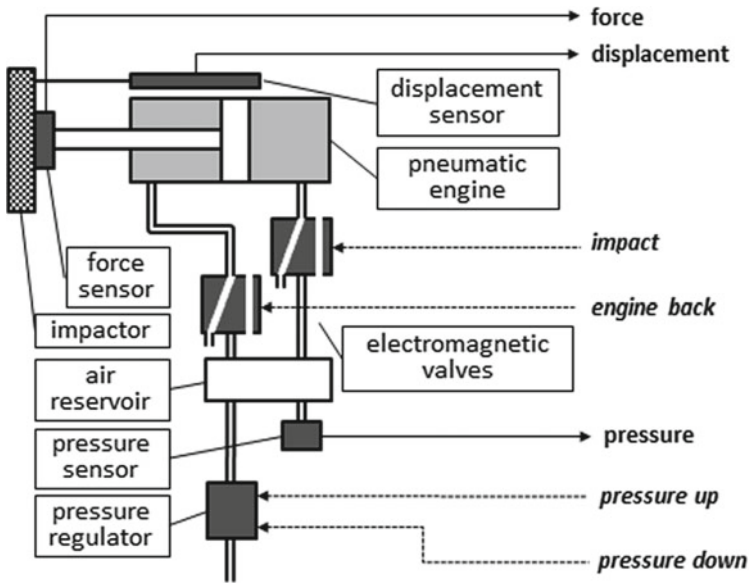 force
displacement
displacement
sensor
pneumatic
engine
impact
force
sensor
engine back
impactor
electromagnetic
valves
air
reservoir
pressure
sensor
pressure
pressure up
pressure
regulator
pressure down